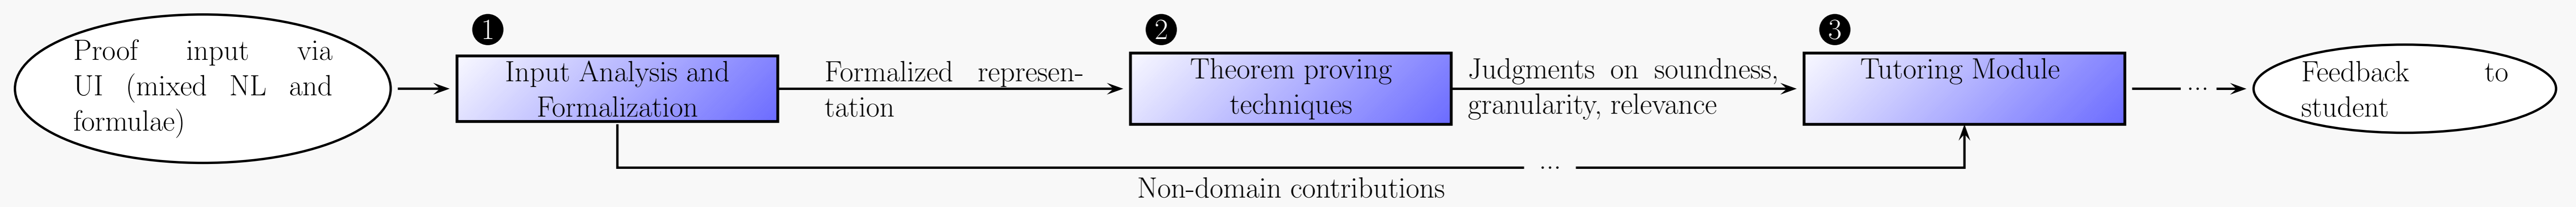 Proof input via
UI (mixed NL and
formulae)
1
Input Analysis and
Formalization
Formalized represen-
tation
2
Theorem proving
techniques
Judgments on soundness,
granularity, relevance
3
Tutoring Module
...
Feedback to
student
...
Non-domain contributions